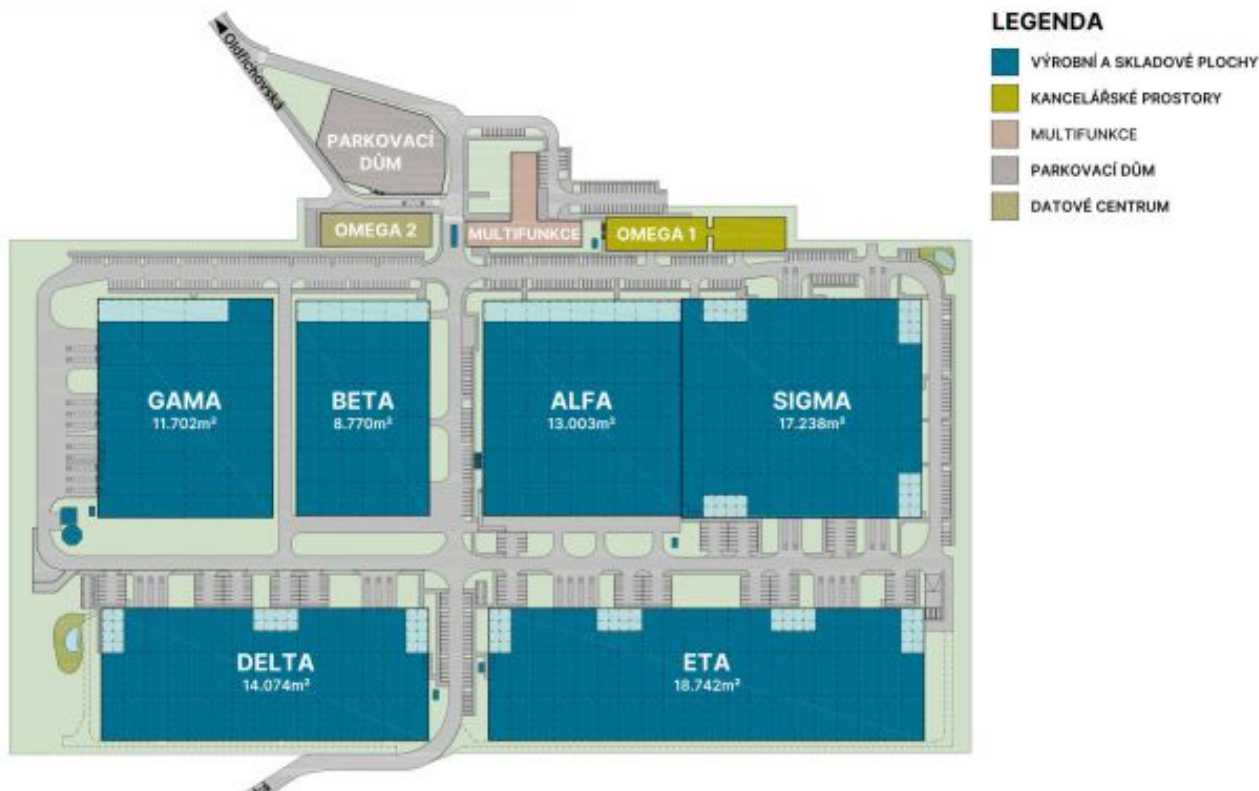 LEGENDA
VÝROBNÍ A SKLADOVÉ PLOCHY
KANCELÁŘSKÉ PROSTORY
MULTIFUNKCE
PARKOVACÍ DŮM
DATOVÉ CENTRUM
Oldřichovská
PARKOVACÍ
DŮM
OMEGA 2
MULTIFUNKCE
OMEGA 1
GAMA
11.702m²
BETA
8.770m²
ALFA
13.003m²
SIGMA
17.238m²
DELTA
14.074m²
ETA
18.742m²